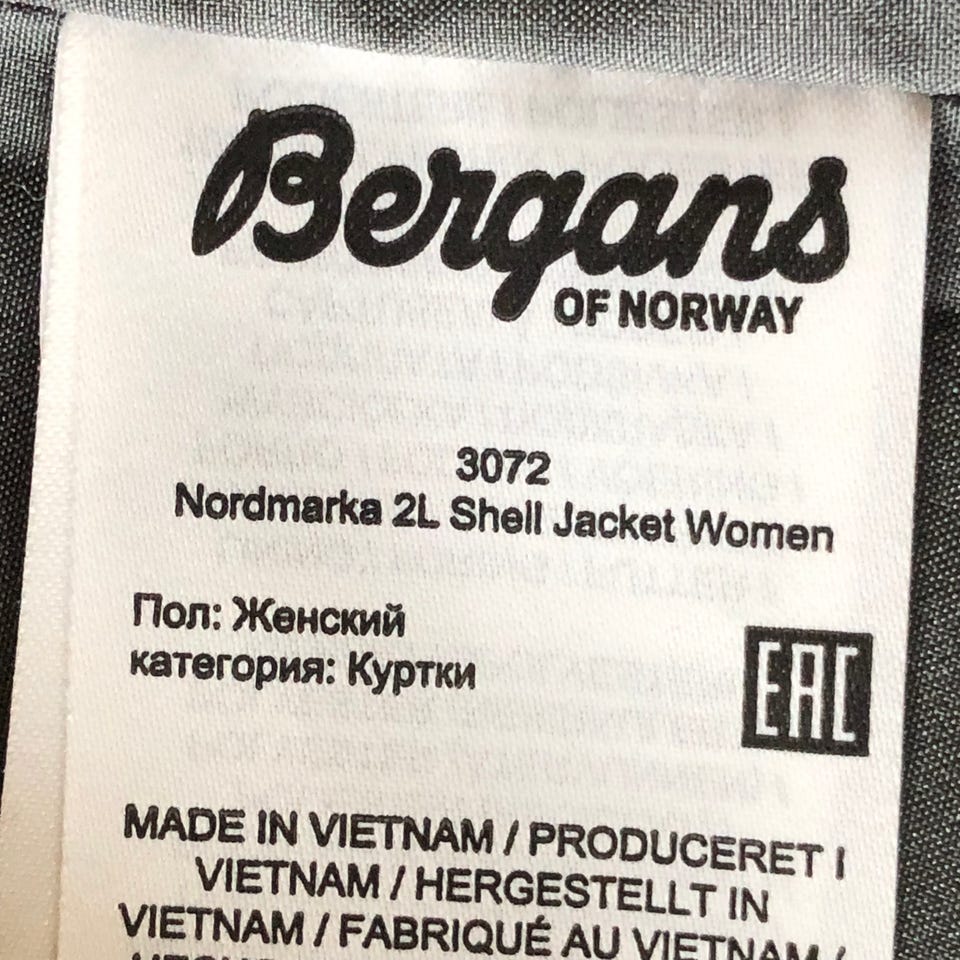 Bergans
OF NORWAY
3072
Nordmarka 2L Shell Jacket Women
Пол: Женский
категория: Куртки
EAC
MADE IN VIETNAM / PRODUCERET I
VIETNAM / HERGESTELLT IN
VIETNAM / FABRIQUÉ AU VIETNAM /